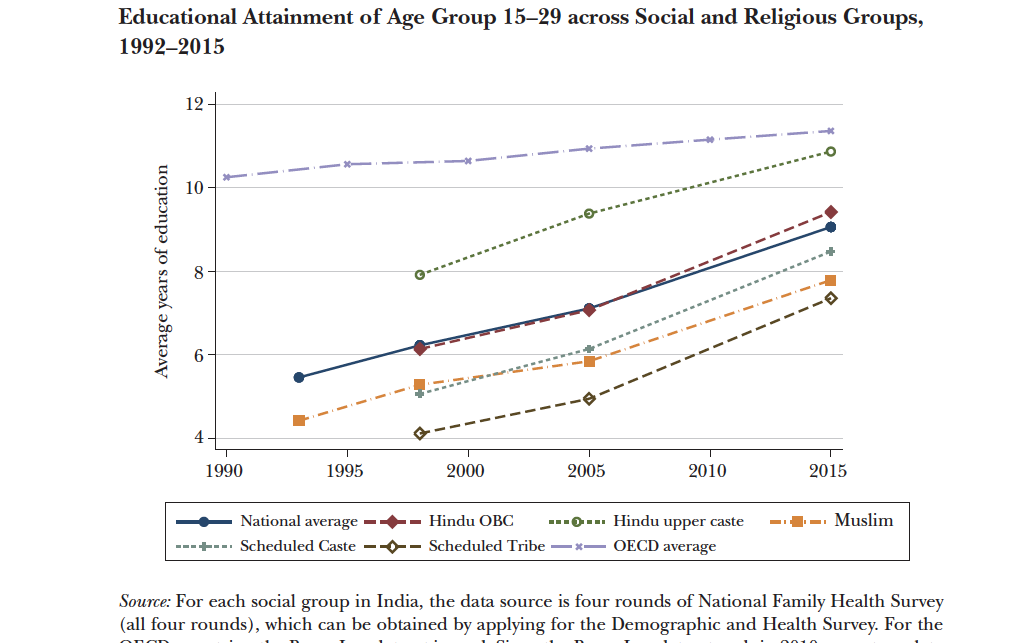 Educational Attainment of Age Group 15–29 across Social and Religious Groups,
1992–2015
Average years of education
12
10
8
6
4
1990 1995 2000 2005 2010 2015
National average Hindu OBC Hindu upper caste Muslim
Scheduled Caste Scheduled Tribe OECD average
Source: For each social group in India, the data source is four rounds of National Family Health Survey
(all four rounds), which can be obtained by applying for the Demographic and Health Survey. For the